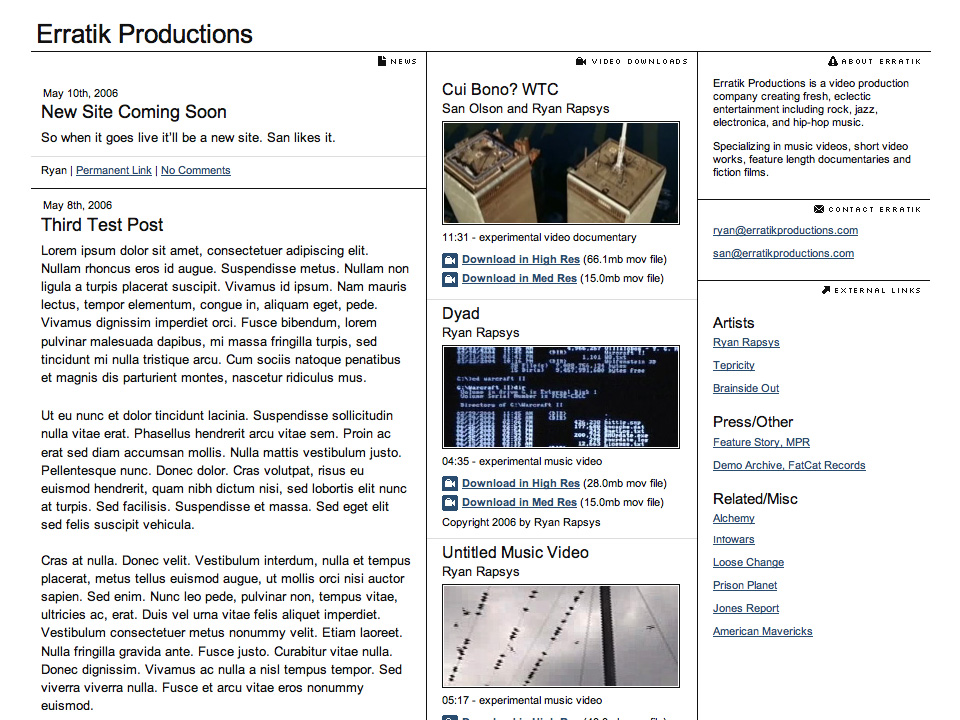 Erratik Productions
NEWS
May 10th, 2006
New Site Coming Soon
So when it goes live it'll be a new site. San likes it.
Ryan | Permanent Link | No Comments
May 8th, 2006
Third Test Post
Lorem ipsum dolor sit amet, consectetuer adipiscing elit.
Nullam rhoncus eros id augue. Suspendisse metus. Nullam non
ligula a turpis placerat suscipit. Vivamus id ipsum. Nam mauris
lectus, tempor elementum, congue in, aliquam eget, pede.
Vivamus dignissim imperdiet orci. Fusce bibendum, lorem
pulvinar malesuada dapibus, mi massa fringilla turpis, sed
tincidunt mi nulla tristique arcu. Cum sociis natoque penatibus
et magnis dis parturient montes, nascetur ridiculus mus.
Ut eu nunc et dolor tincidunt lacinia. Suspendisse sollicitudin
nulla vitae erat. Phasellus hendrerit arcu vitae sem. Proin ac
erat sed diam accumsan mollis. Nulla mattis vestibulum justo.
Pellentesque nunc. Donec dolor. Cras volutpat, risus eu
euismod hendrerit, quam nibh dictum nisi, sed lobortis elit nunc
at turpis. Sed facilisis. Suspendisse et massa. Sed eget elit
sed felis suscipit vehicula.
Cras at nulla. Donec velit. Vestibulum interdum, nulla et tempus
placerat, metus tellus euismod augue, ut mollis orci nisi auctor
sapien. Sed enim. Nunc leo pede, pulvinar non, tempus vitae,
ultricies ac, erat. Duis vel urna vitae felis aliquet imperdiet.
Vestibulum consectetuer metus nonummy velit. Etiam laoreet.
Nulla fringilla gravida ante. Fusce justo. Curabitur vitae nulla.
Donec dignissim. Vivamus ac nulla a nisl tempus tempor. Sed
viverra viverra nulla. Fusce et arcu vitae eros nonummy
euismod.
VIDEO DOWNLOADS
Cui Bono? WTC
San Olson and Ryan Rapsys
11:31 - experimental video documentary
Download in High Res (66.1mb mov file)
Download in Med Res (15.0mb mov file)
Dyad
Ryan Rapsys
G:\Warcraft II>dir
Directory of G:\Warcraft II
04:35 - experimental music video
Download in High Res (28.0mb mov file)
Download in Med Res (15.0mb mov file)
Copyright 2006 by Ryan Rapsys
Untitled Music Video
Ryan Rapsys
05:17 - experimental music video
ABOUT ERRATIK
Erratik Productions is a video production
company creating fresh, eclectic
entertainment including rock, jazz,
electronica, and hip-hop music.
Specializing in music videos, short video
works, feature length documentaries and
fiction films.
CONTACT ERRATIK
ryan@erratikproductions.com
san@erratikproductions.com
EXTERNAL LINKS
Artists
Ryan Rapsys
Tepricity
Brainside Out
Press/Other
Feature Story, MPR
Demo Archive, FatCat Records
Related/Misc
Alchemy
Infowars
Loose Change
Prison Planet
Jones Report
American Mavericks